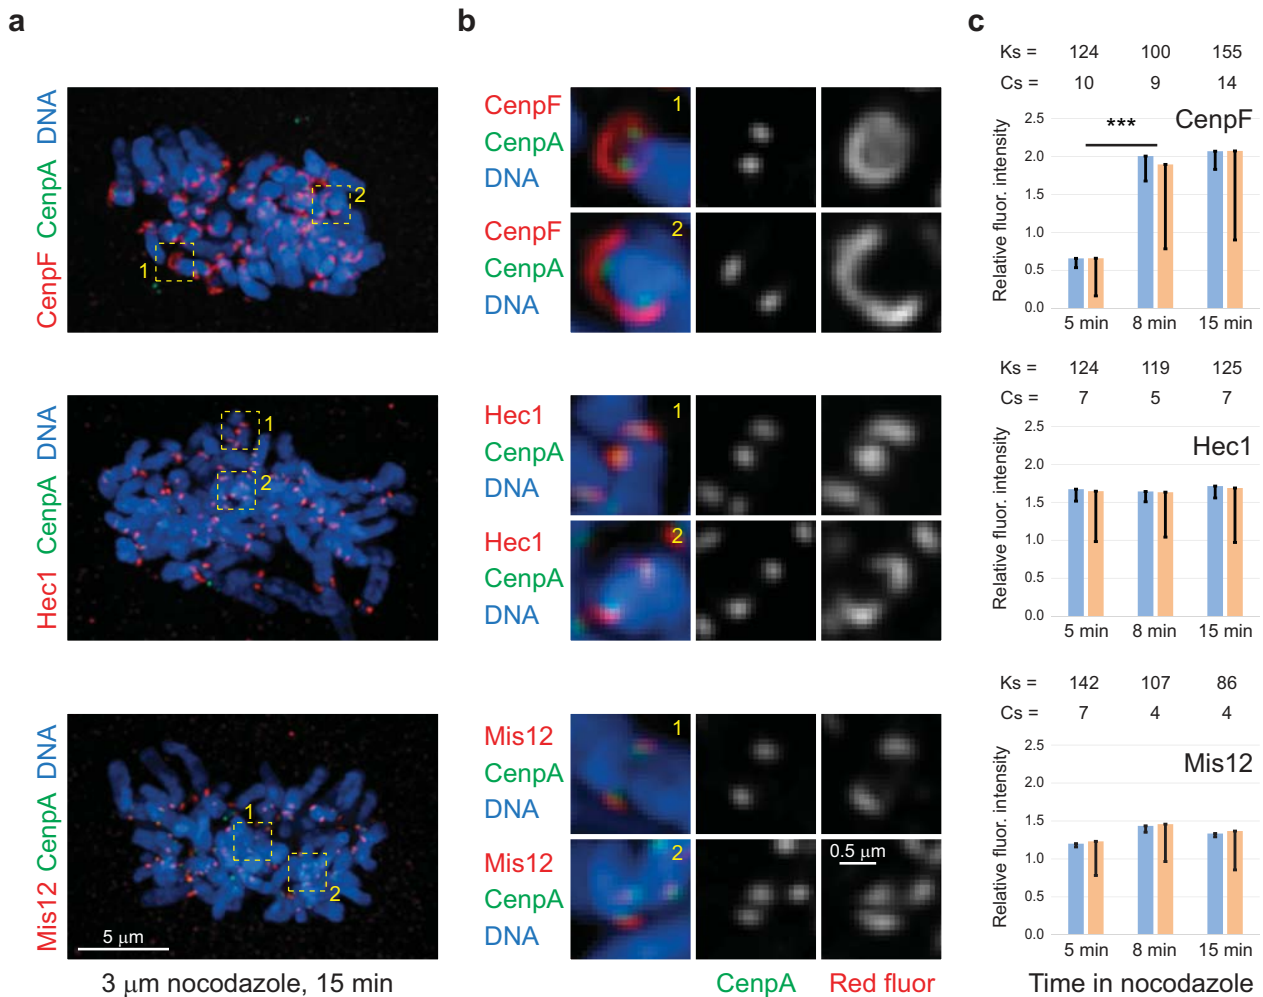 a
CenpF CenpA DNA
1
2
Hec1 CenpA DNA
1
2
Mis12 CenpA DNA
1
2
5 μm
3 μm nocodazole, 15 min
b
CenpF
CenpA
DNA
1
CenpF
CenpA
DNA
2
Hec1
CenpA
DNA
1
Hec1
CenpA
DNA
2
Mis12
CenpA
DNA
1
Mis12
CenpA
DNA
2
0.5 μm
CenpA Red fluor
c
Ks = 124 100 155
Cs = 10 9 14
CenpF
***
Relative fluor. intensity
2.5
2.0
1.5
1.0
0.5
0.0
5 min 8 min 15 min
Ks = 124 119 125
Cs = 7 5 7
Hec1
Relative fluor. intensity
2.5
2.0
1.5
1.0
0.5
0.0
5 min 8 min 15 min
Ks = 142 107 86
Cs = 7 4 4
Mis12
Relative fluor. intensity
2.5
2.0
1.5
1.0
0.5
0.0
5 min 8 min 15 min
Time in nocodazole